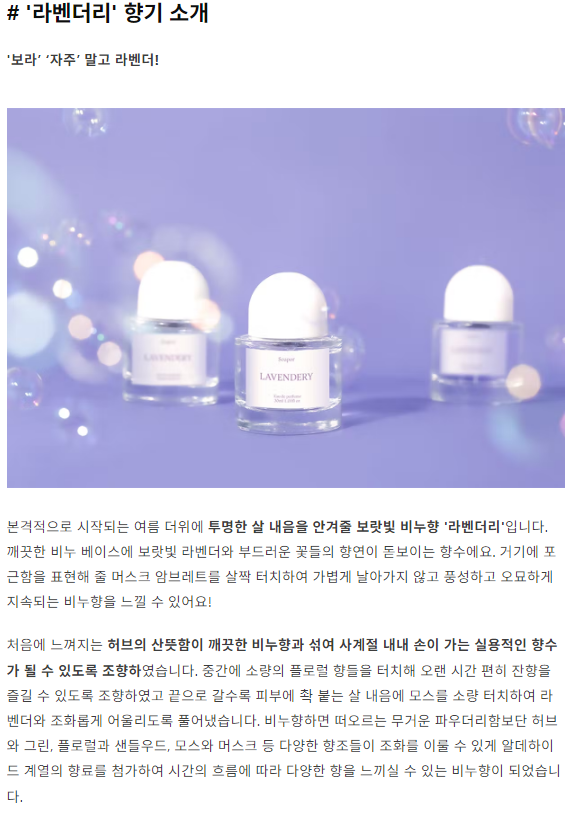 # '라벤더리' 향기 소개
'보라’ ‘자주’ 말고 라벤더!
LAVENDERY
LAVENDERY
본격적으로 시작되는 여름 더위에 투명한 살 내음을 안겨줄 보랏빛 비누향 '라벤더리'입니다.
깨끗한 비누 베이스에 보랏빛 라벤더와 부드러운 꽃들의 향연이 돋보이는 향수에요. 거기에 포
근함을 표현해 줄 머스크 암브레트를 살짝 터치하여 가볍게 날아가지 않고 풍성하고 오묘하게
지속되는 비누향을 느낄 수 있어요!
처음에 느껴지는 허브의 산뜻함이 깨끗한 비누향과 섞여 사계절 내내 손이 가는 실용적인 향수
가 될 수 있도록 조향하였습니다. 중간에 소량의 플로럴 향들을 터치해 오랜 시간 편히 잔향을
즐길 수 있도록 조향하였고 끝으로 갈수록 피부에 촥 붙는 살 내음에 모스를 소량 터치하여 라
벤더와 조화롭게 어울리도록 풀어냈습니다. 비누향하면 떠오르는 무거운 파우더리함보단 허브
와 그린, 플로럴과 샌들우드, 모스와 머스크 등 다양한 향조들이 조화를 이룰 수 있게 알데하이
드 계열의 향료를 첨가하여 시간의 흐름에 따라 다양한 향을 느끼실 수 있는 비누향이 되었습니
다.